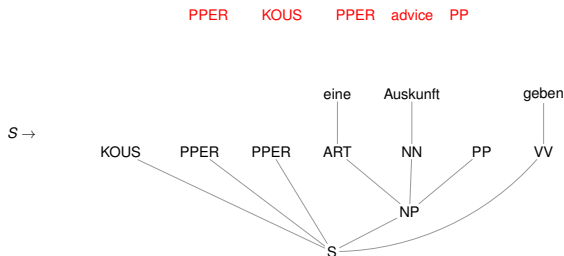 PPER KOUS PPER advice PP
eine Auskunft geben
S →
KOUS PPER PPER ART NN PP VV
NP
S